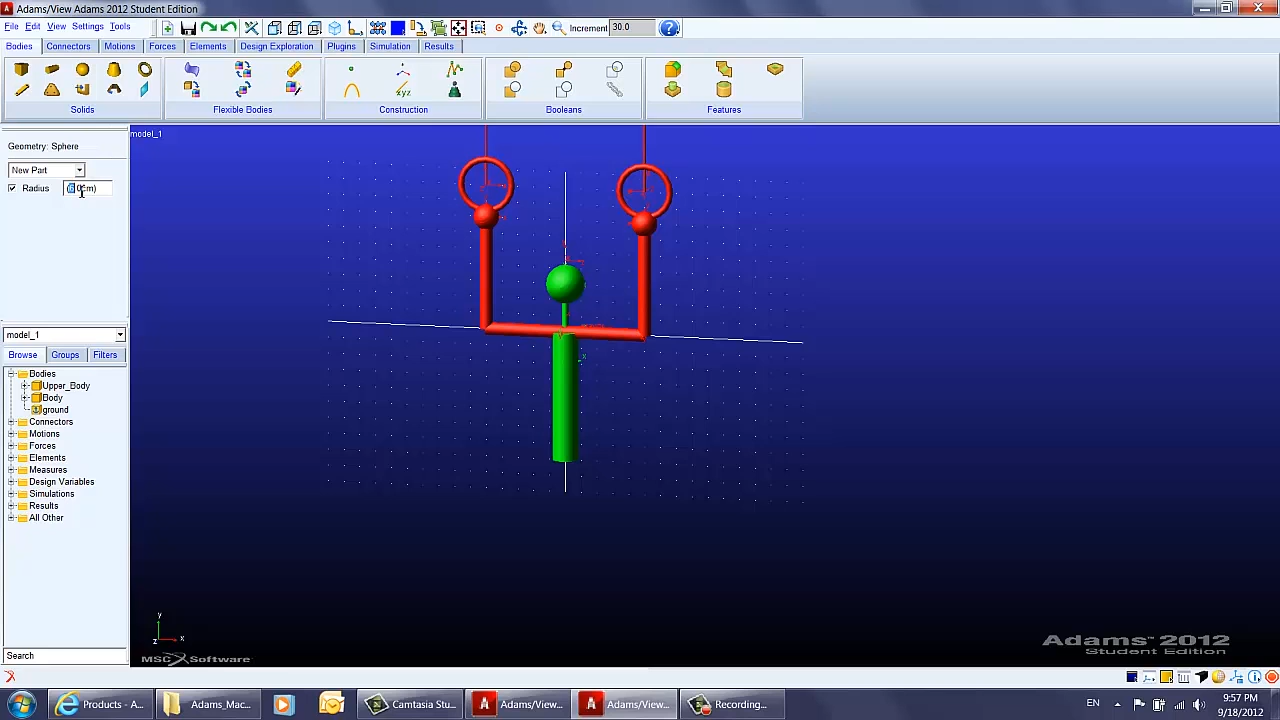 Adams/View Adams 2012 Student Edition
File Edit View Settings Tools
Increment 30.0
Bodies Connectors Motions Forces Elements Design Exploration Plugins Simulation Results
Solids Flexible Bodies Construction Booleans Features
Geometry: Sphere
New Part
Radius
model_1
model_1
Browse Groups Filters
Bodies
Upper_Body
Body
ground
Connectors
Motions
Forces
Elements
Measures
Design Variables
Simulations
Results
All Other
Search
y
x
z
MSC Software
Adams™ 2012
Student Edition
Products - A...
Adams_Mac...
Camtasia Stu...
Adams/View...
Adams/View...
Recording...
EN
9:57 PM
9/18/2012